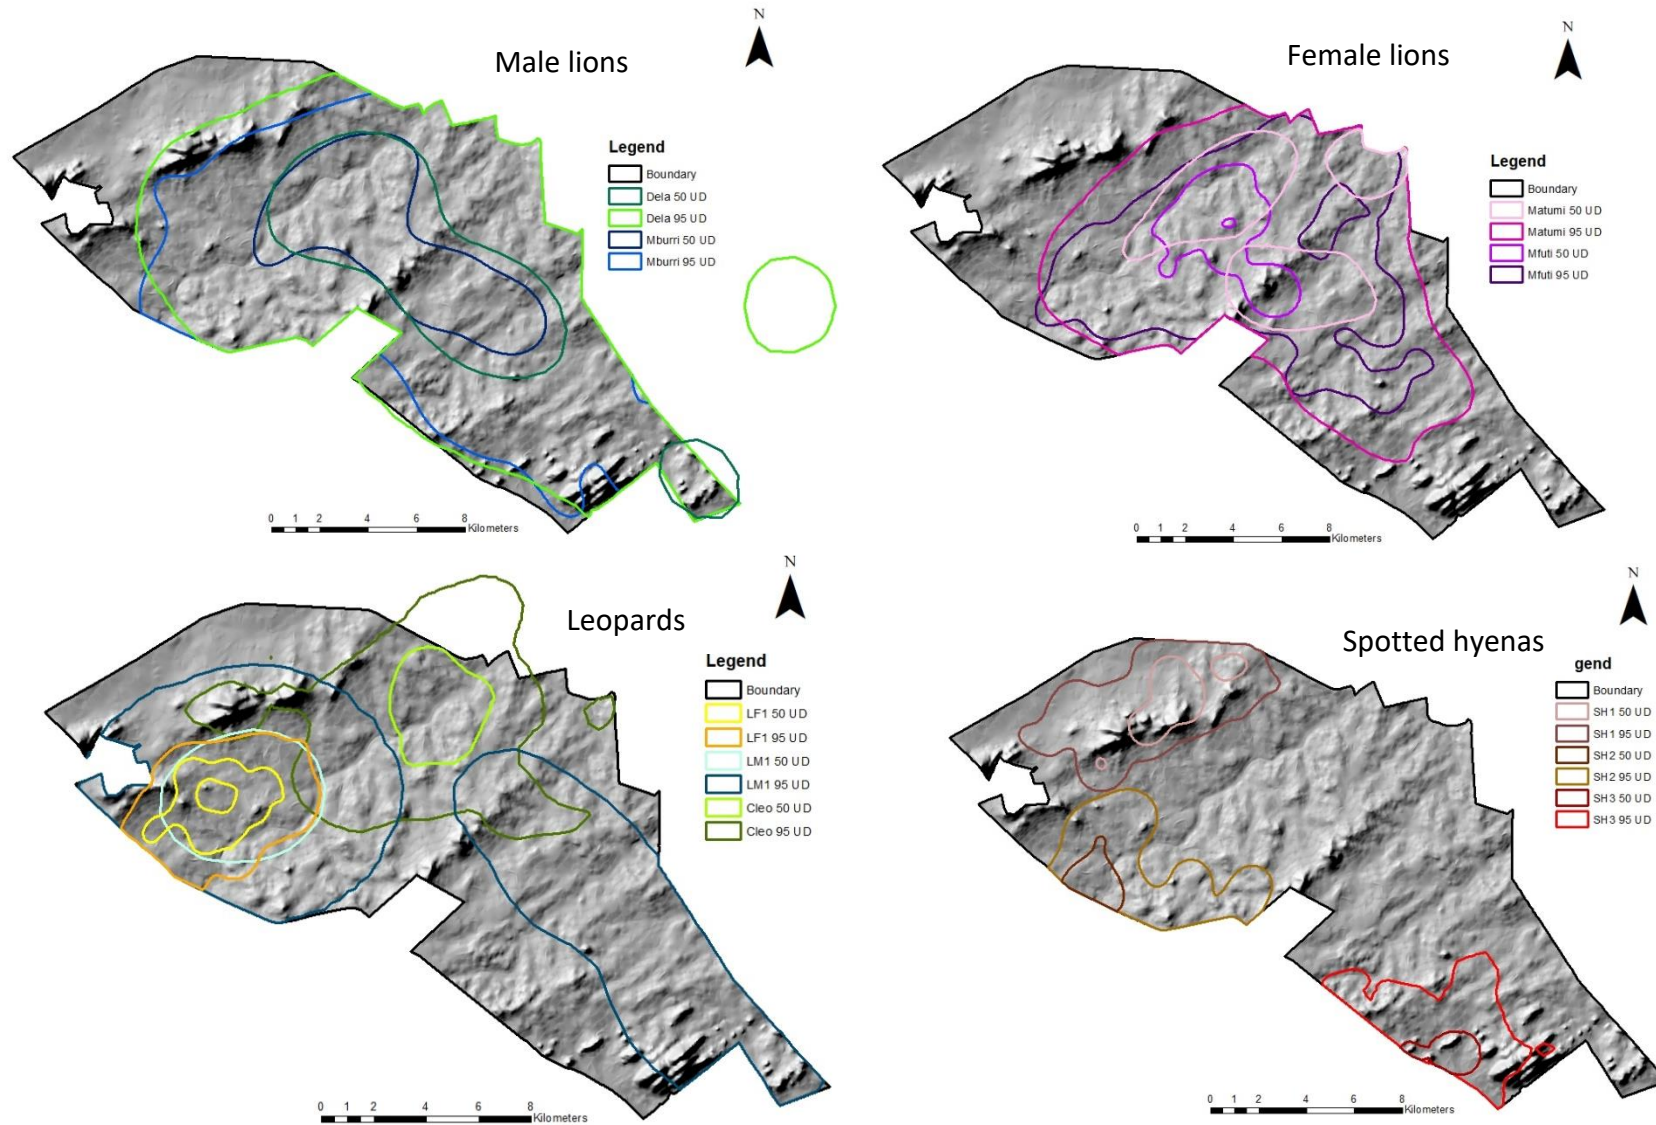 Male lions
N
Legend
Boundary
Dela 50 UD
Dela 95 UD
Mburri 50 UD
Mburri 95 UD
0 1 2 4 6 8
Kilometers
Female lions
N
Legend
Boundary
Matumi 50 UD
Matumi 95 UD
Mfuti 50 UD
Mfuti 95 UD
0 1 2 4 6 8
Kilometers
Leopards
N
Legend
Boundary
LF1 50 UD
LF1 95 UD
LM1 50 UD
LM1 95 UD
Cleo 50 UD
Cleo 95 UD
0 1 2 4 6 8
Kilometers
Spotted hyenas
N
gend
Boundary
SH1 50 UD
SH1 95 UD
SH2 50 UD
SH2 95 UD
SH3 50 UD
SH3 95 UD
0 1 2 4 6 8
Kilometers